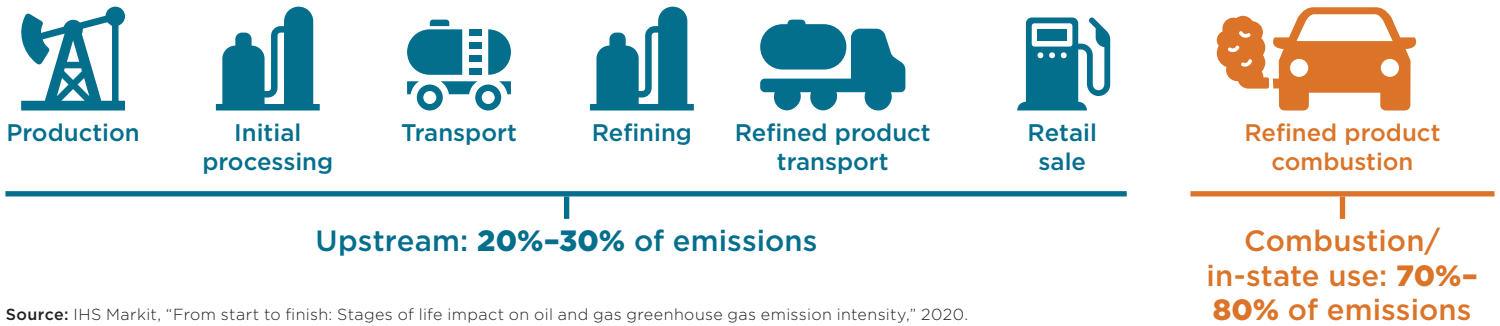 Production
Initial
processing
Transport
Refining
Refined product
transport
Retail
sale
Refined product
combustion
Upstream: 20%–30% of emissions
Combustion/
in-state use: 70%–
80% of emissions
Source: IHS Markit, “From start to finish: Stages of life impact on oil and gas greenhouse gas emission intensity,” 2020.